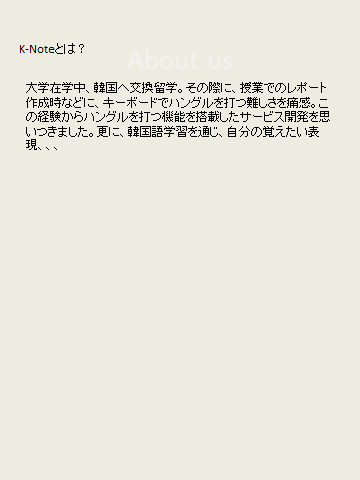 K-Noteとは？
About us
大学在学中、韓国へ交換留学。その際に、授業でのレポート
作成時などに、キーボードでハングルを打つ難しさを痛感。こ
の経験からハングルを打つ機能を搭載したサービス開発を思
いつきました。更に、韓国語学習を通じ、自分の覚えたい表
現、、、